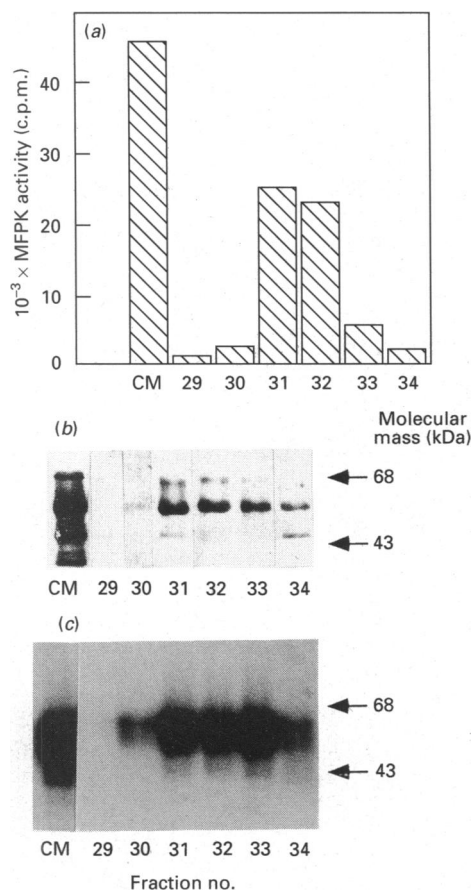 (a)
10⁻³ × MFPK activity (c.p.m.)
40
30
20
10
0
CM 29 30 31 32 33 34
(b)
Molecular
mass (kDa)
68
43
CM 29 30 31 32 33 34
(c)
68
43
CM 29 30 31 32 33 34
Fraction no.